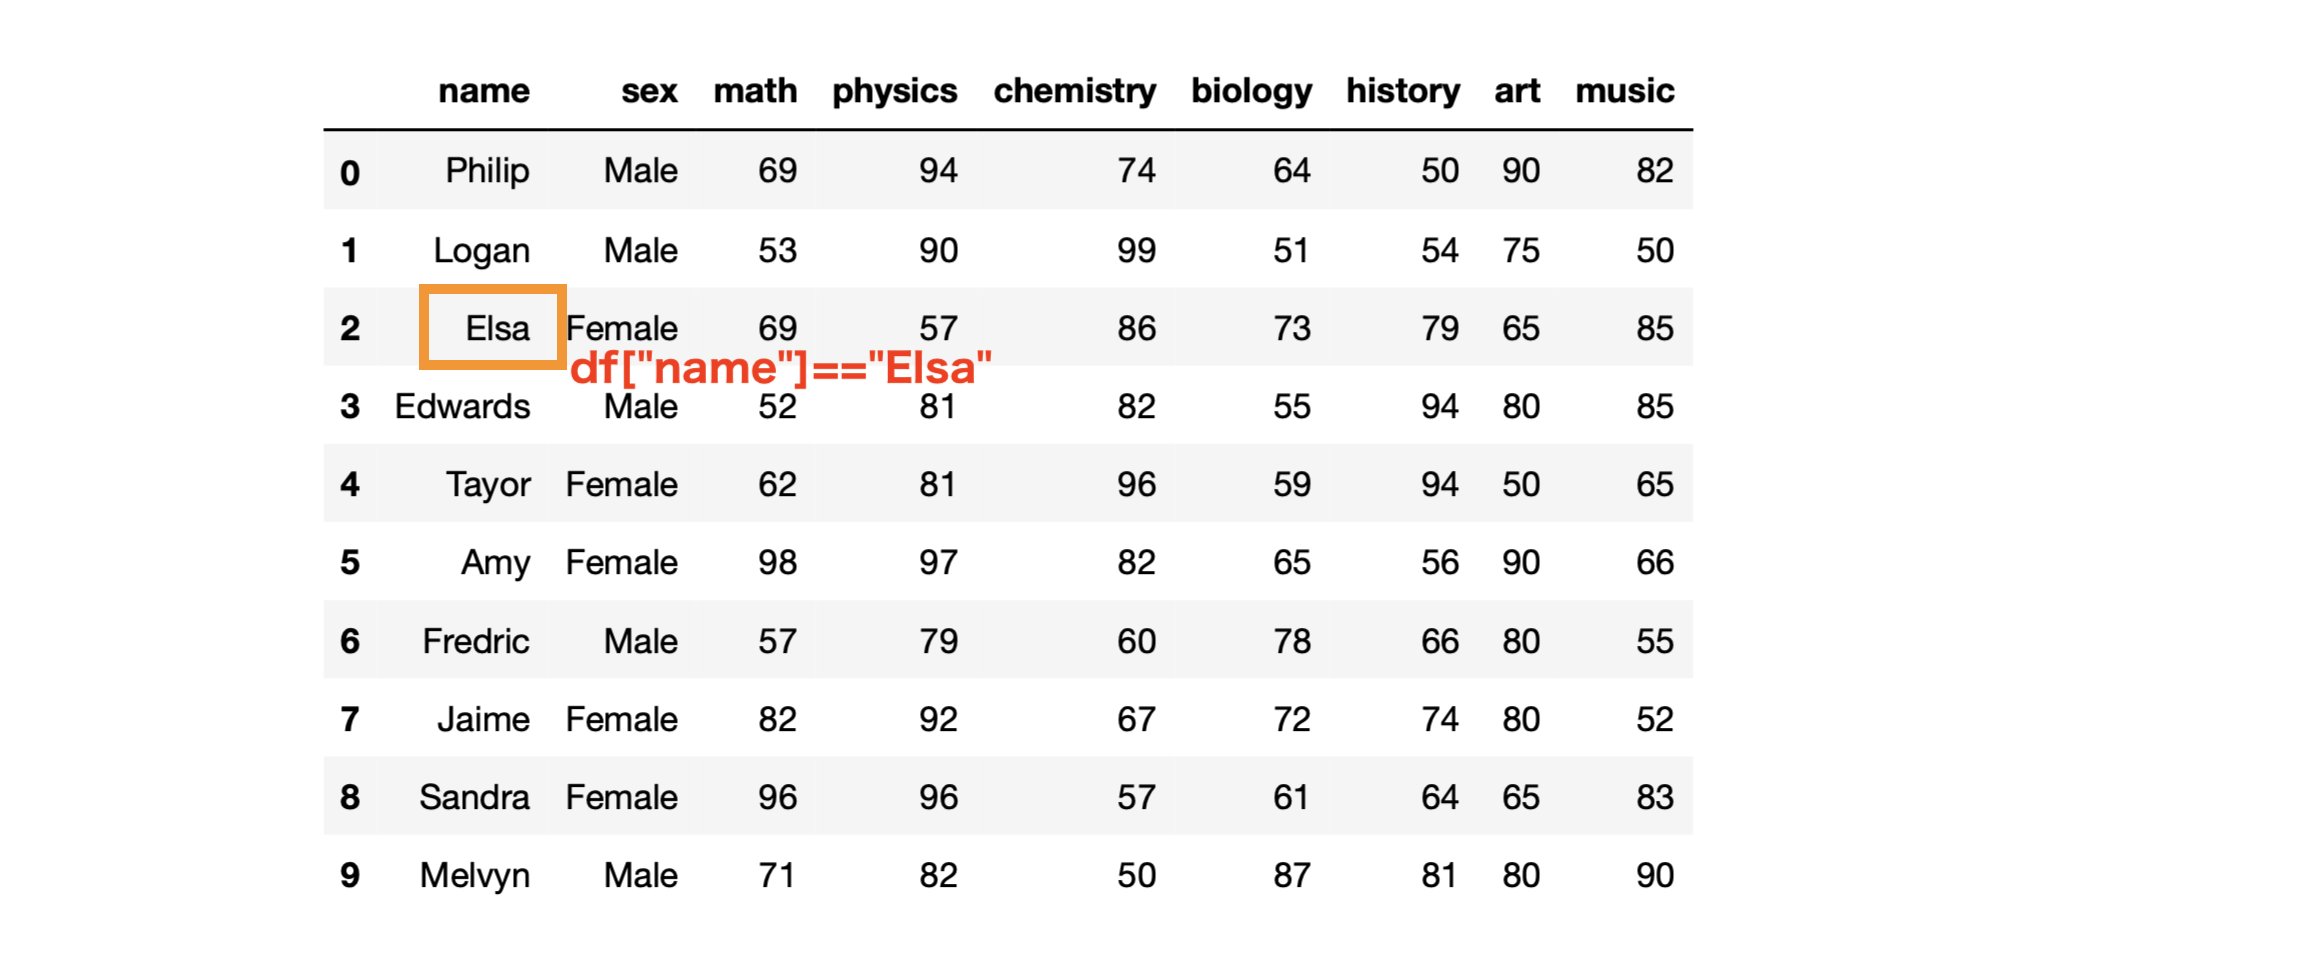 name sex math physics chemistry biology history art music
0 Philip Male 69 94 74 64 50 90 82
1 Logan Male 53 90 99 51 54 75 50
2 Elsa Female 69 57 86 73 79 65 85
df["name"]=="Elsa"
3 Edwards Male 52 81 82 55 94 80 85
4 Tayor Female 62 81 96 59 94 50 65
5 Amy Female 98 97 82 65 56 90 66
6 Fredric Male 57 79 60 78 66 80 55
7 Jaime Female 82 92 67 72 74 80 52
8 Sandra Female 96 96 57 61 64 65 83
9 Melvyn Male 71 82 50 87 81 80 90